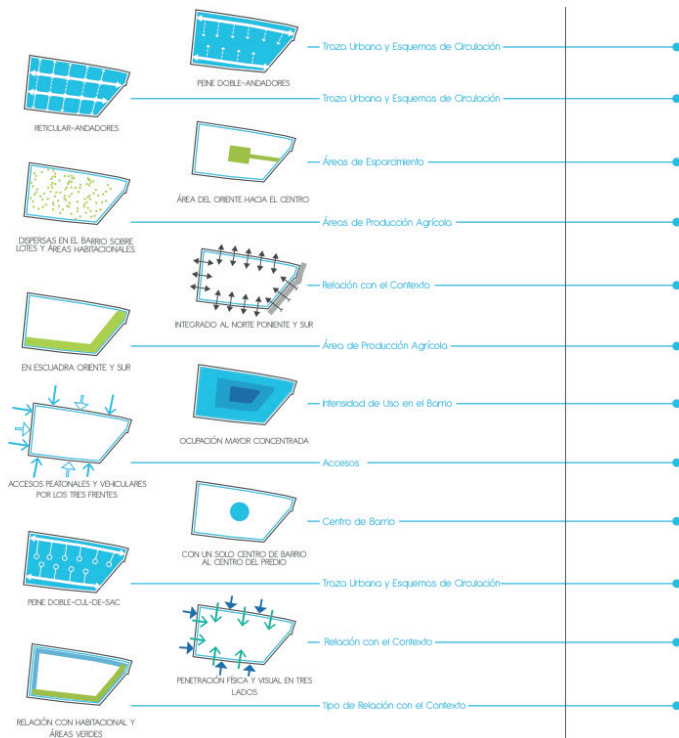 Traza Urbana y Esquemas de Circulación
PEINE DOBLE-ANDADORES
Traza Urbana y Esquemas de Circulación
RETICULAR-ANDADORES
Áreas de Esparcimiento
ÁREA DEL ORIENTE HACIA EL CENTRO
Áreas de Producción Agrícola
DISPERSAS EN EL BARRIO SOBRE
LOTES Y ÁREAS HABITACIONALES
Relación con el Contexto
INTEGRADO AL NORTE PONIENTE Y SUR
Área de Producción Agrícola
EN ESCUADRA ORIENTE Y SUR
Intensidad de Uso en el Barrio
OCUPACIÓN MAYOR CONCENTRADA
Accesos
ACCESOS PEATONALES Y VEHICULARES
POR LOS TRES FRENTES
Centro de Barrio
CON UN SOLO CENTRO DE BARRIO
AL CENTRO DEL PREDIO
Traza Urbana y Esquemas de Circulación
PEINE DOBLE-CUL-DE-SAC
Relación con el Contexto
PENETRACIÓN FÍSICA Y VISUAL EN TRES
LADOS
Tipo de Relación con el Contexto
RELACIÓN CON HABITACIONAL Y
ÁREAS VERDES